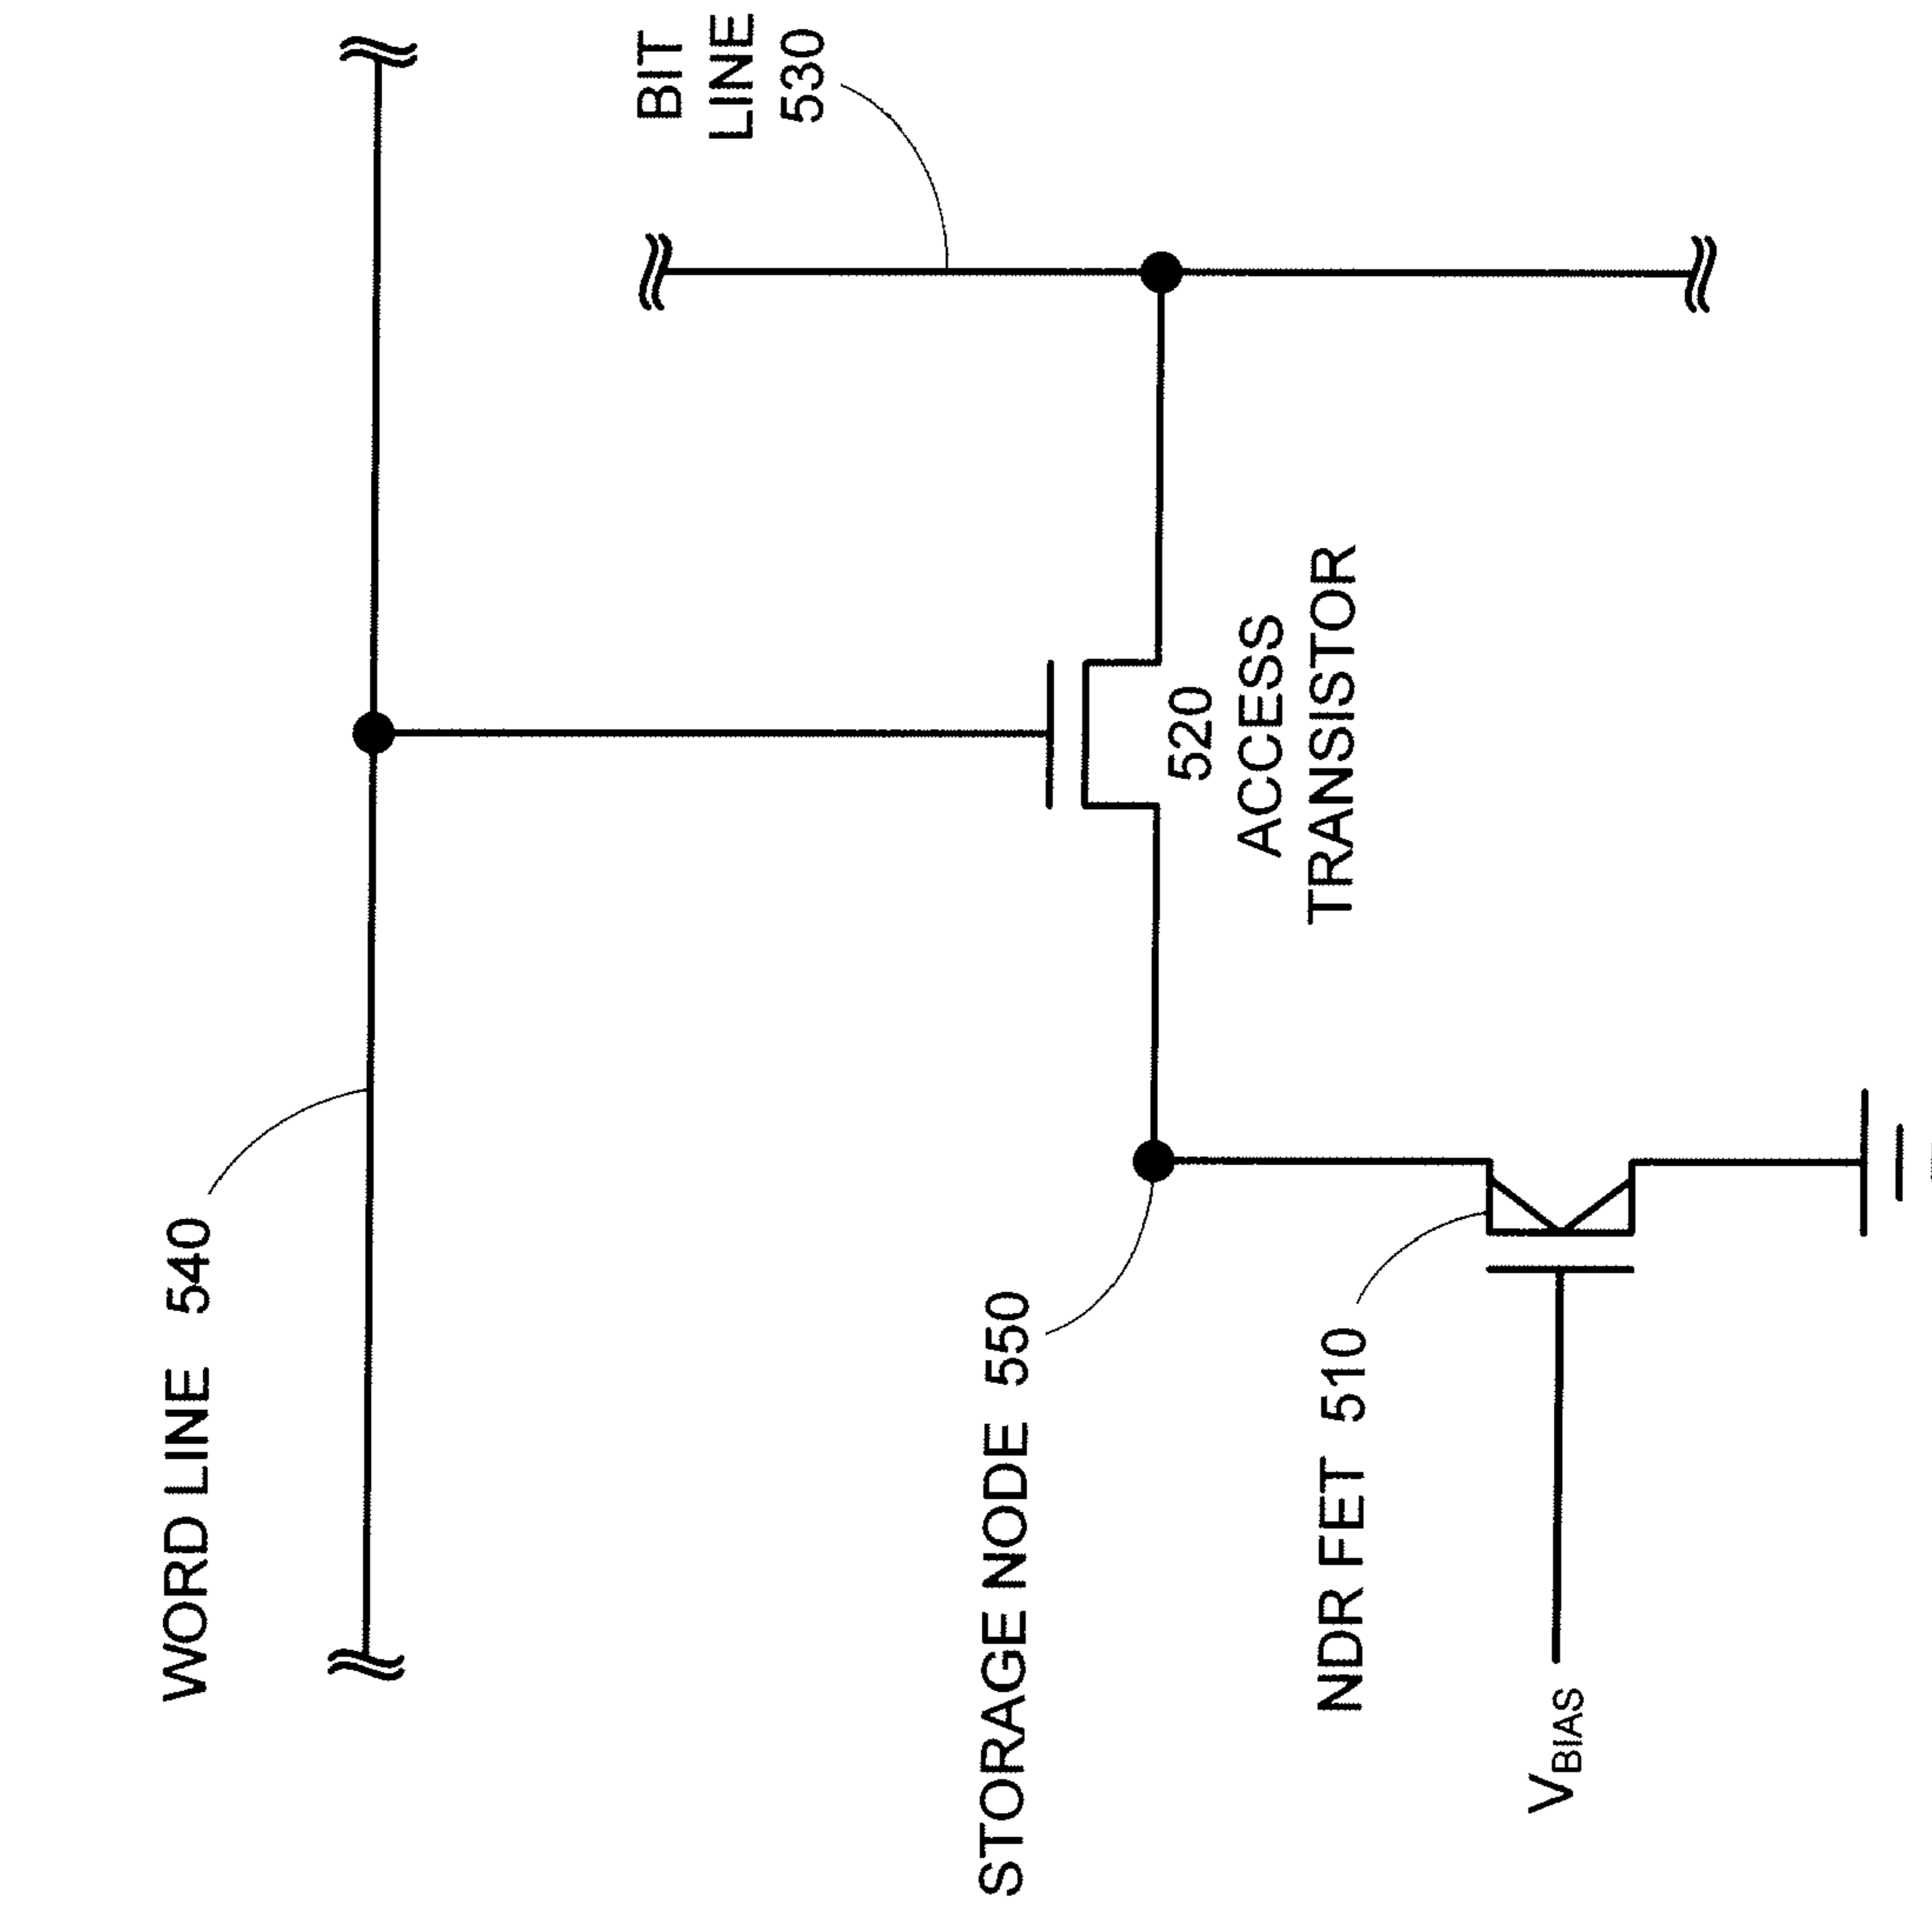 WORD LINE 540
BIT
LINE
530
520
ACCESS
TRANSISTOR
STORAGE NODE 550
NDR FET 510
VBIAS